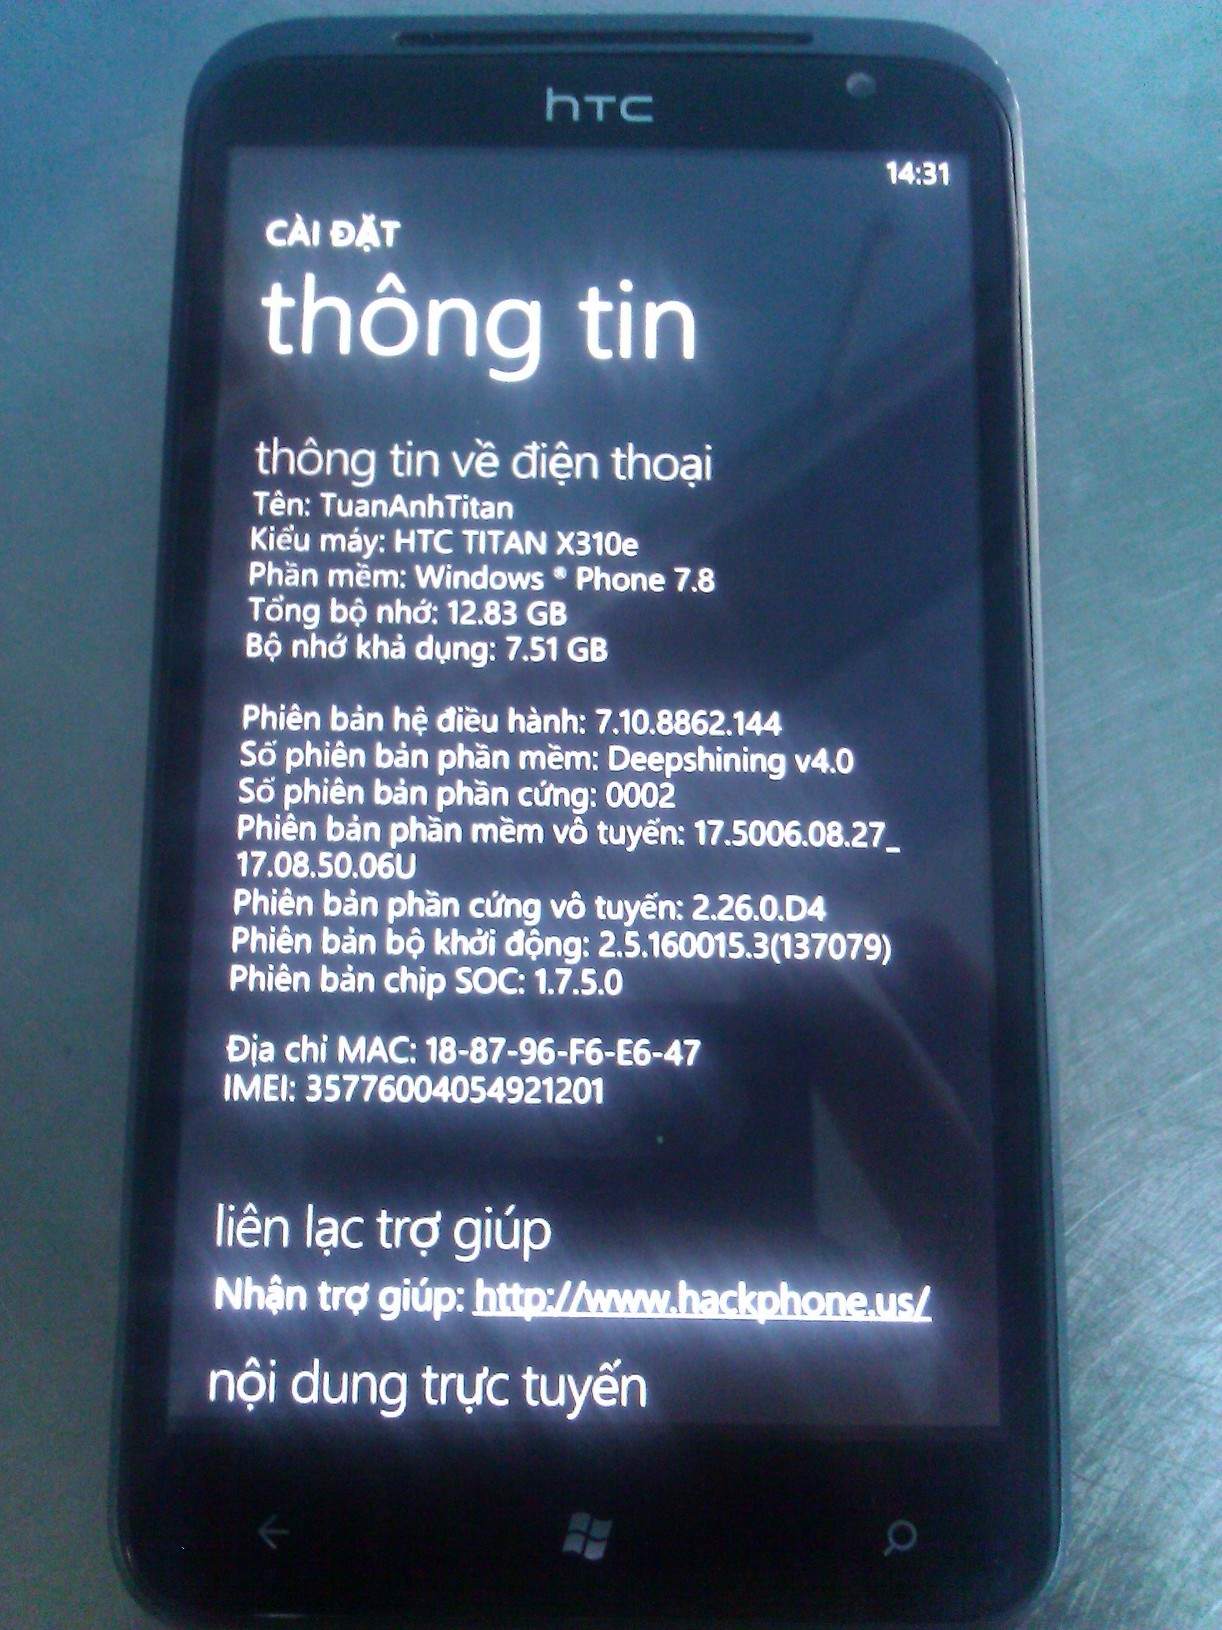 hTC
14:31
CÀI ĐẶT
thông tin
thông tin về điện thoại
Tên: TuanAnhTitan
Kiểu máy: HTC TITAN X310e
Phần mềm: Windows ® Phone 7.8
Tổng bộ nhớ: 12.83 GB
Bộ nhớ khả dụng: 7.51 GB
Phiên bản hệ điều hành: 7.10.8862.144
Số phiên bản phần mềm: Deepshining v4.0
Số phiên bản phần cứng: 0002
Phiên bản phần mềm vô tuyến: 17.5006.08.27_
17.08.50.06U
Phiên bản phần cứng vô tuyến: 2.26.0.D4
Phiên bản bộ khởi động: 2.5.160015.3(137079)
Phiên bản chip SOC: 1.7.5.0
Địa chỉ MAC: 18-87-96-F6-E6-47
IMEI: 35776004054921201
liên lạc trợ giúp
Nhận trợ giúp: http://www.hackphone.us/
nội dung trực tuyến